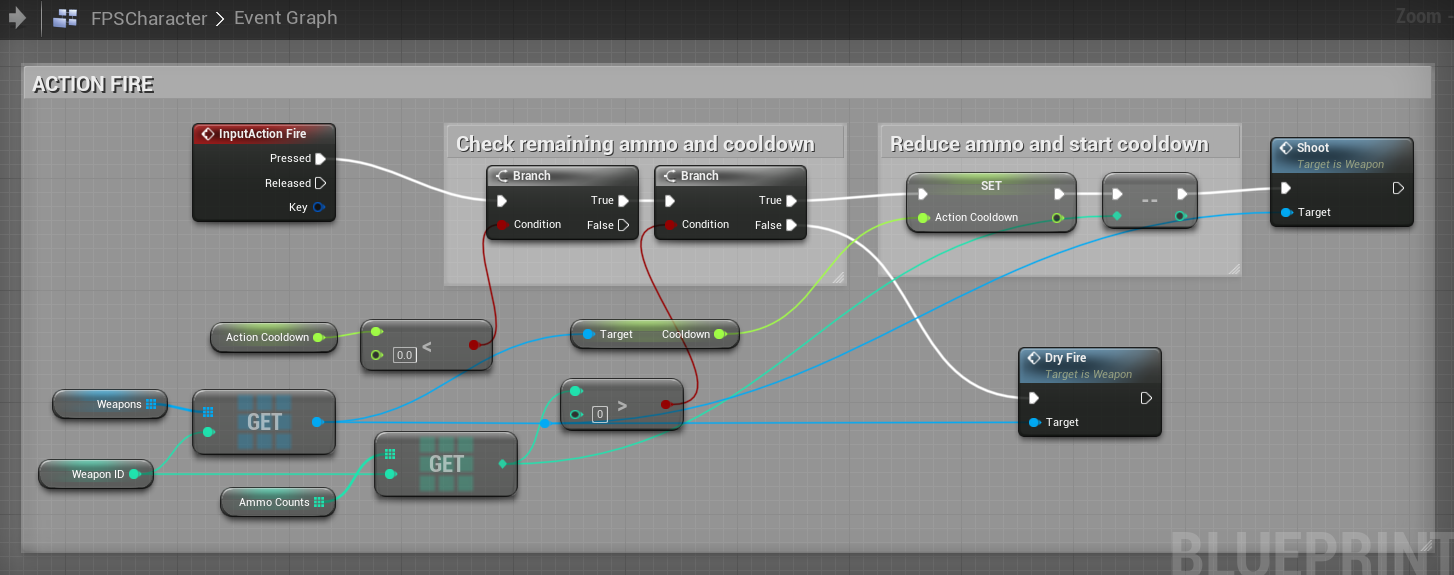 FPSCharacter > Event Graph
Zoom -
ACTION FIRE
InputAction Fire
Pressed
Released
Key
Check remaining ammo and cooldown
Branch
True
Condition
False
Branch
True
Condition
False
Reduce ammo and start cooldown
SET
Action Cooldown
--
Shoot
Target is Weapon
Target
Action Cooldown
0.0
<
Target
Cooldown
Dry Fire
Target is Weapon
Target
Weapons
GET
0
>
Weapon ID
GET
Ammo Counts
BLUEPRINT